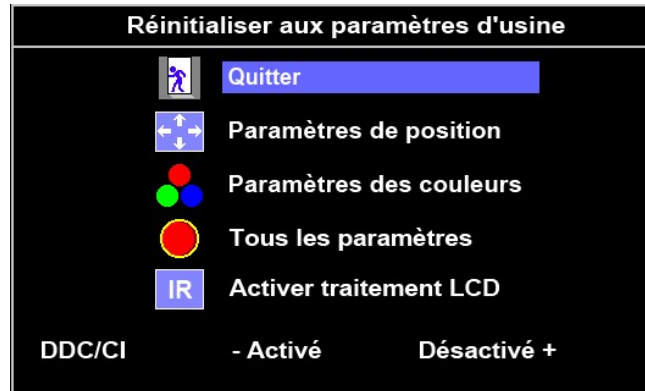 Réinitialiser aux paramètres d'usine
Quitter
Paramètres de position
Paramètres des couleurs
Tous les paramètres
IR Activer traitement LCD
DDC/CI - Activé Désactivé +